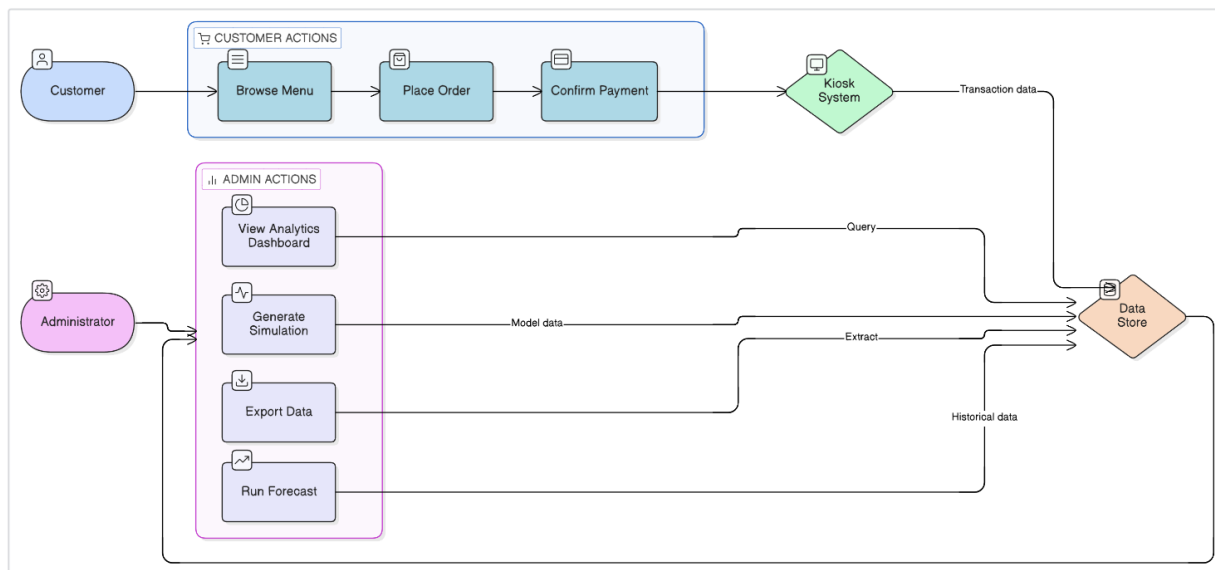 CUSTOMER ACTIONS
Customer
Browse Menu
Place Order
Confirm Payment
Kiosk
System
Transaction data
ADMIN ACTIONS
View Analytics
Dashboard
Query
Administrator
Generate
Simulation
Model data
Extract
Data
Store
Export Data
Historical data
Run Forecast